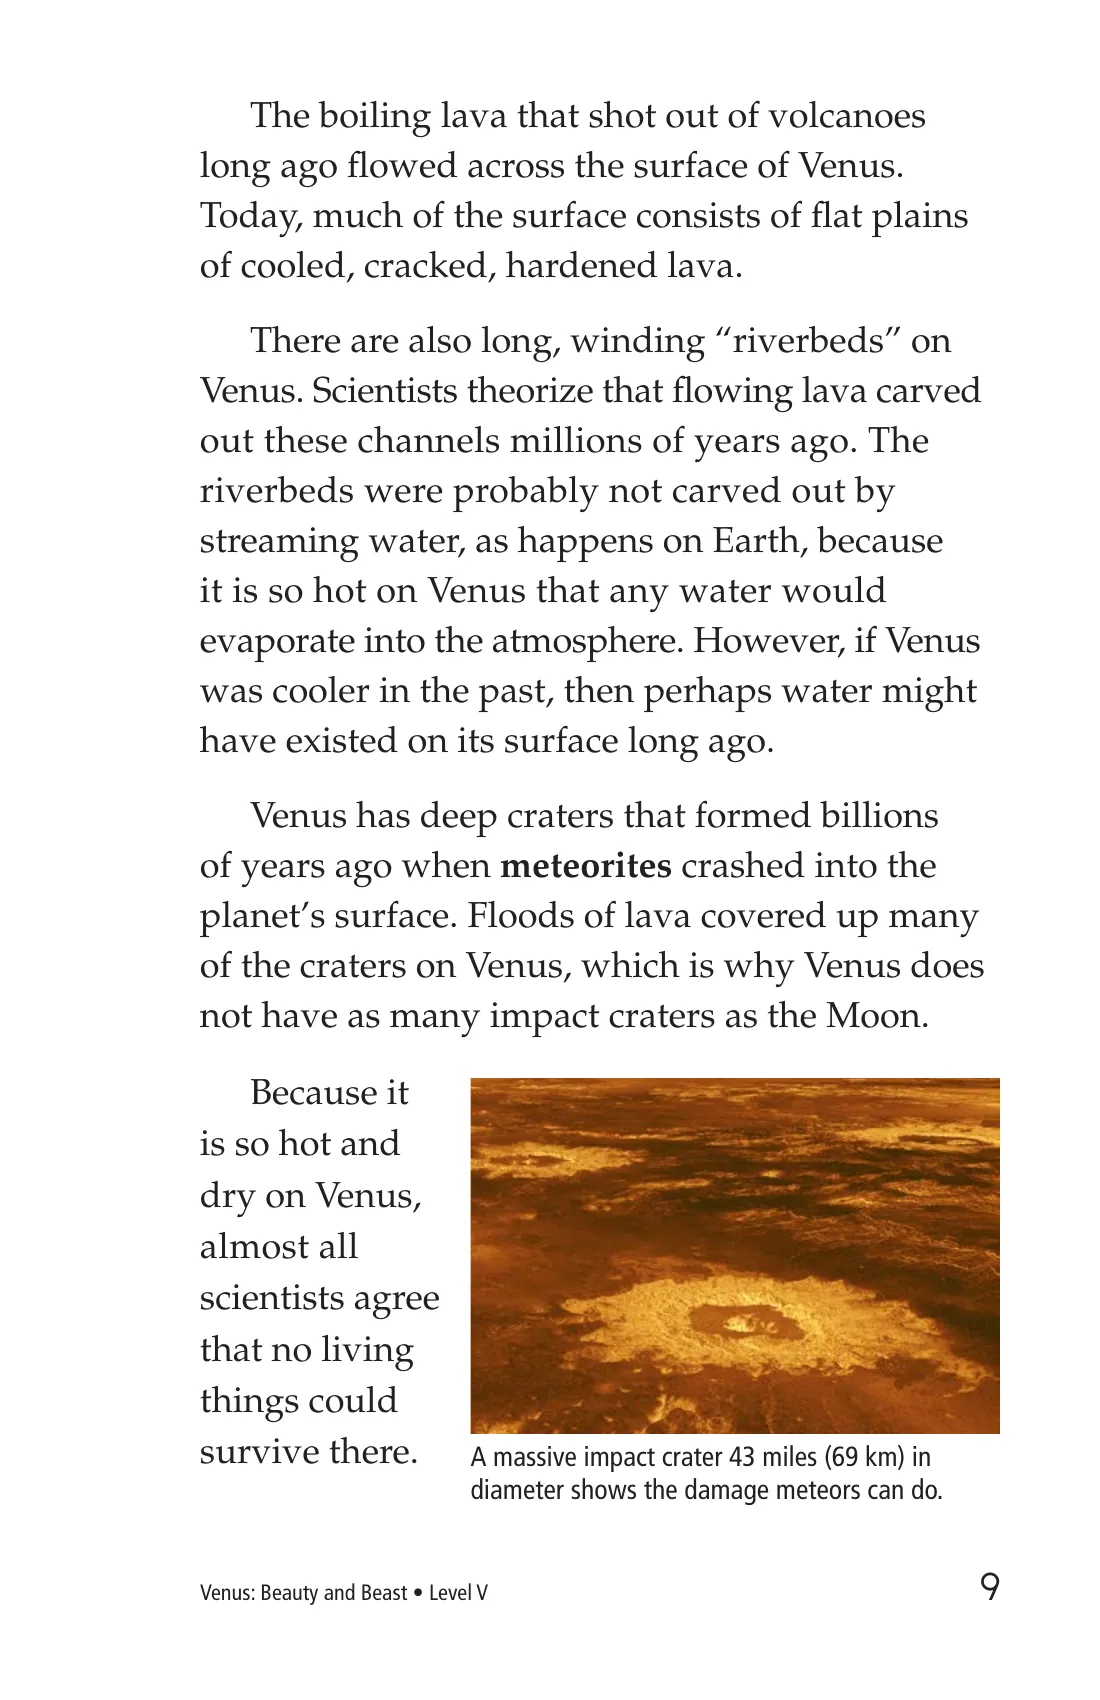 The boiling lava that shot out of volcanoes
long ago flowed across the surface of Venus.
Today, much of the surface consists of flat plains
of cooled, cracked, hardened lava.
There are also long, winding “riverbeds” on
Venus. Scientists theorize that flowing lava carved
out these channels millions of years ago. The
riverbeds were probably not carved out by
streaming water, as happens on Earth, because
it is so hot on Venus that any water would
evaporate into the atmosphere. However, if Venus
was cooler in the past, then perhaps water might
have existed on its surface long ago.
Venus has deep craters that formed billions
of years ago when meteorites crashed into the
planet’s surface. Floods of lava covered up many
of the craters on Venus, which is why Venus does
not have as many impact craters as the Moon.
Because it
is so hot and
dry on Venus,
almost all
scientists agree
that no living
things could
survive there.
A massive impact crater 43 miles (69 km) in
diameter shows the damage meteors can do.
Venus: Beauty and Beast • Level V
9